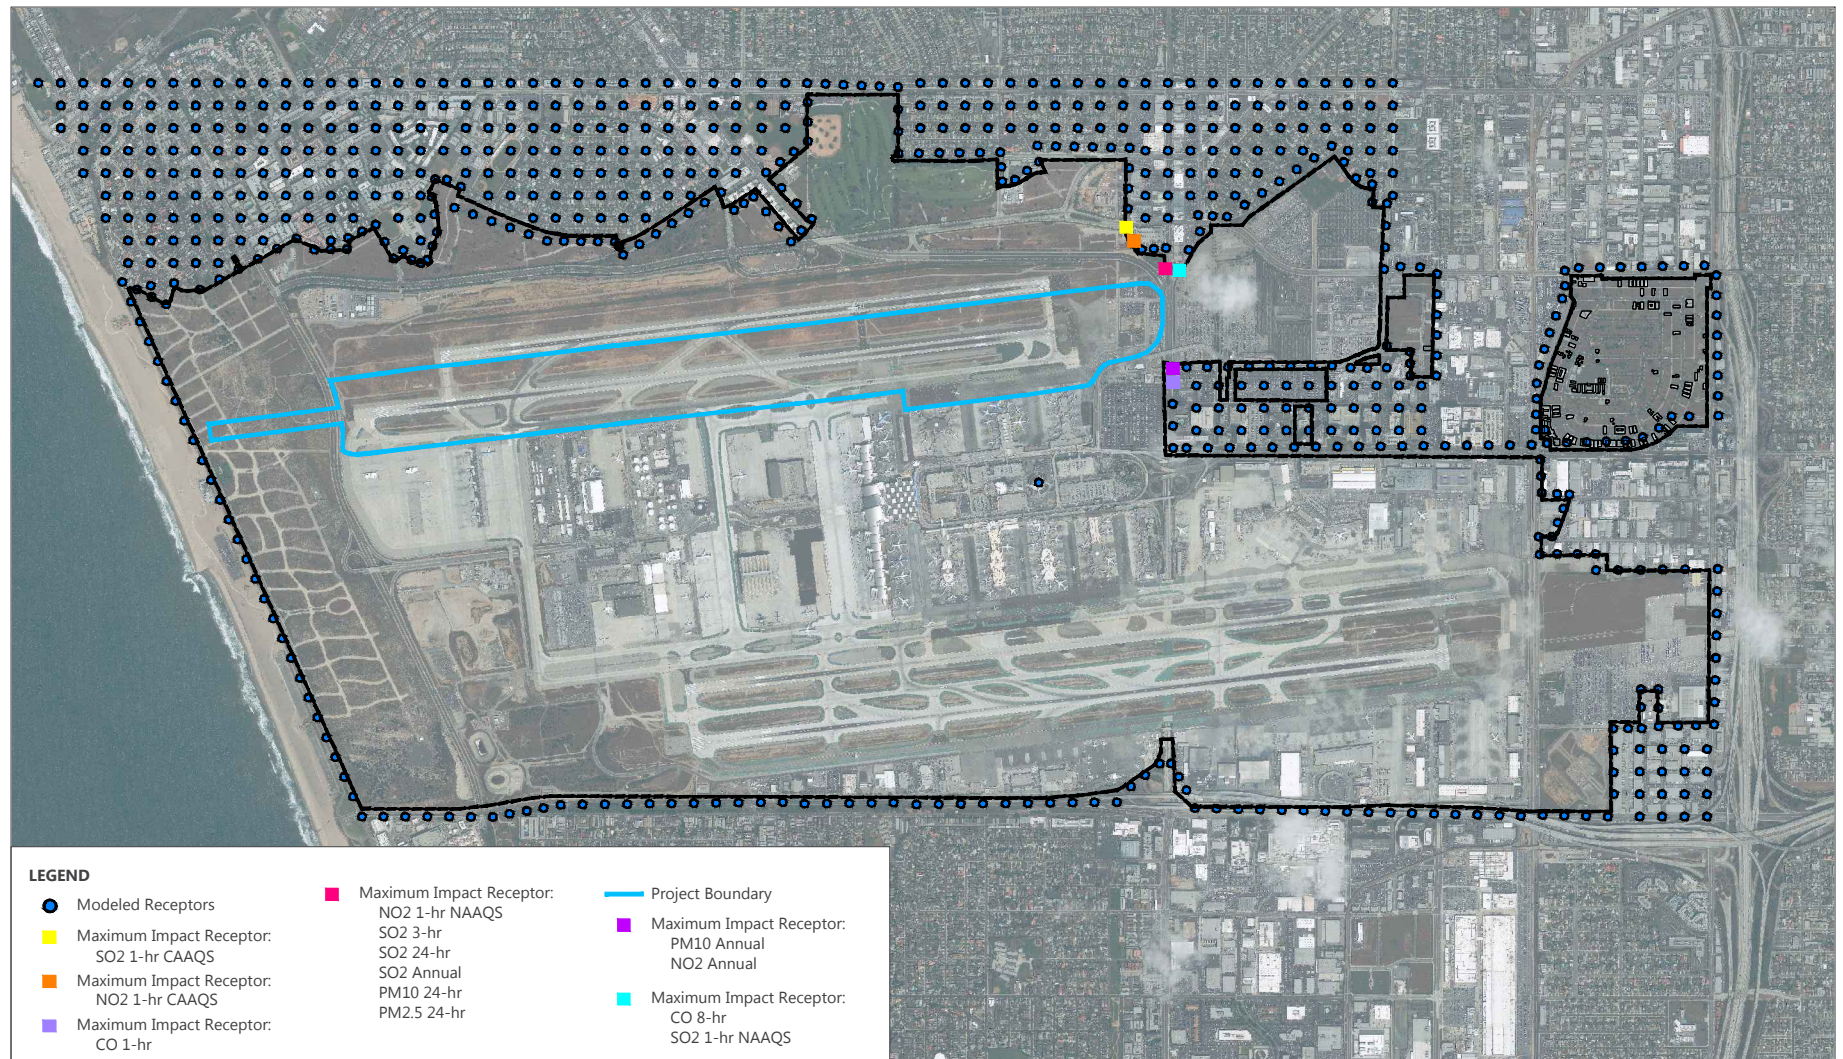 LEGEND
Modeled Receptors
Maximum Impact Receptor:
SO2 1-hr CAAQS
Maximum Impact Receptor:
NO2 1-hr CAAQS
Maximum Impact Receptor:
CO 1-hr
Maximum Impact Receptor:
NO2 1-hr NAAQS
SO2 3-hr
SO2 24-hr
SO2 Annual
PM10 24-hr
PM2.5 24-hr
Project Boundary
Maximum Impact Receptor:
PM10 Annual
NO2 Annual
Maximum Impact Receptor:
CO 8-hr
SO2 1-hr NAAQS